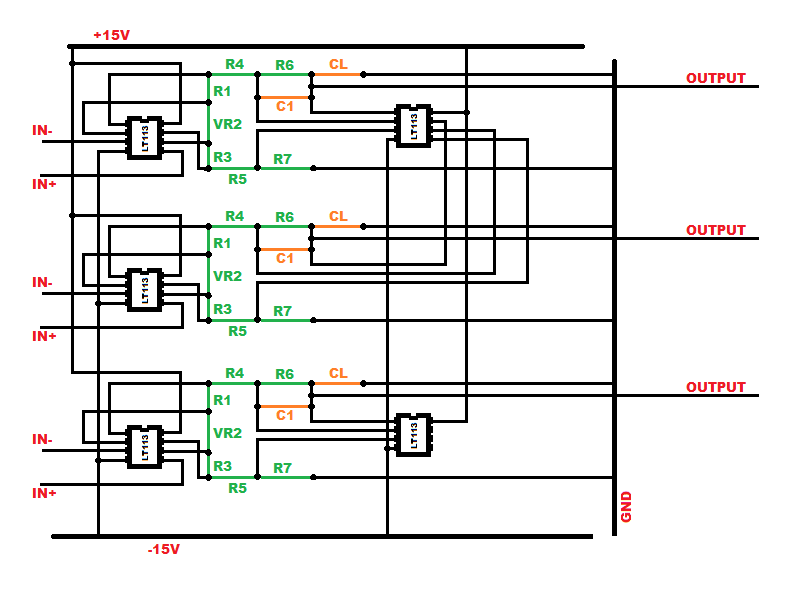 +15V
R4 R6 CL
OUTPUT
R1
C1
IN-
LT113
VR2
LT113
R3 R7
IN+
R5
R4 R6 CL
OUTPUT
R1
C1
IN-
LT113
VR2
R3 R7
IN+
R5
R4 R6 CL
OUTPUT
R1
C1
IN-
LT113
VR2
LT113
R3 R7
IN+
R5
GND
-15V